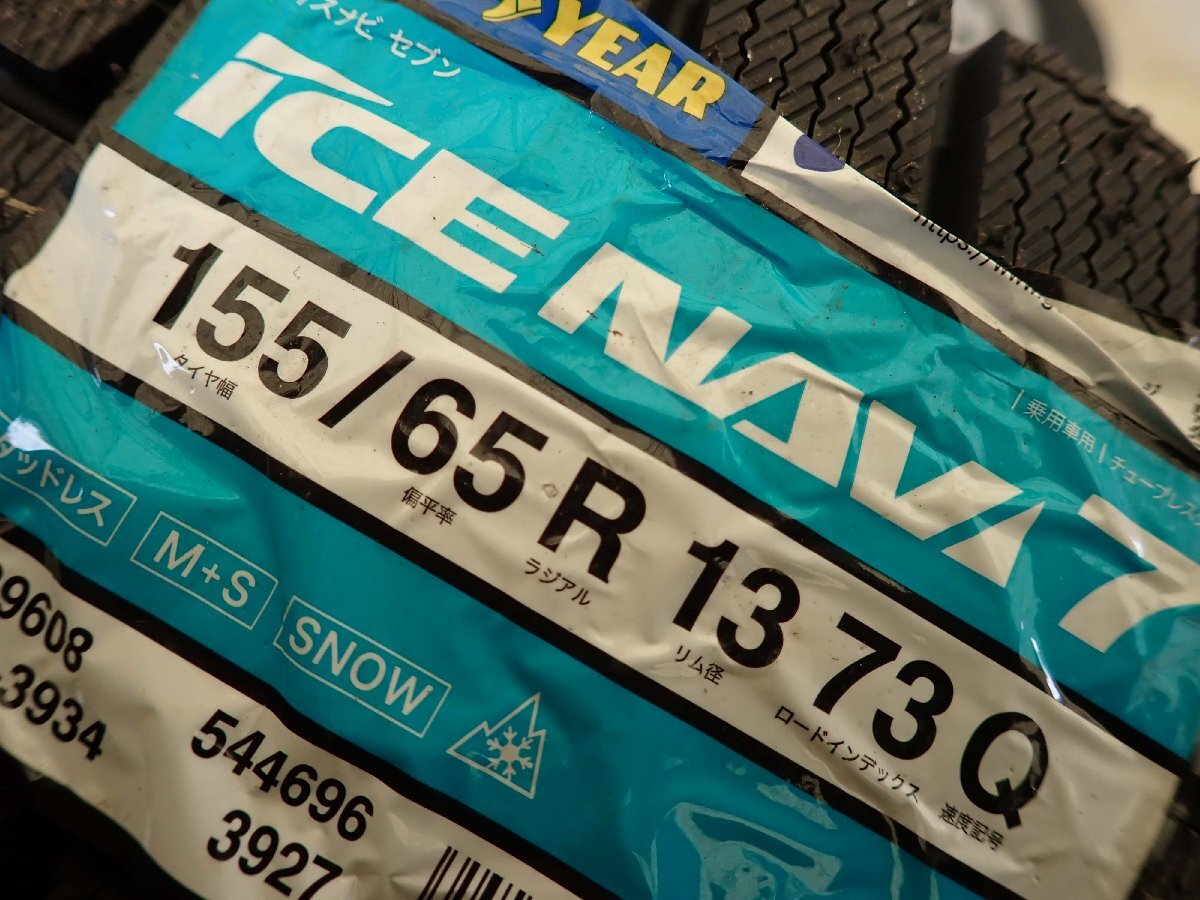 YEAR
イスナビ セブン
ICE NAVI 7
https://www.g
|乗用車用|チューブレス
155/65 R 13 73 Q
タイヤ幅 偏平率 ラジアル リム径 ロードインデックス 速度記号
タッドレス M+S SNOW
9608
3934
544696
3927